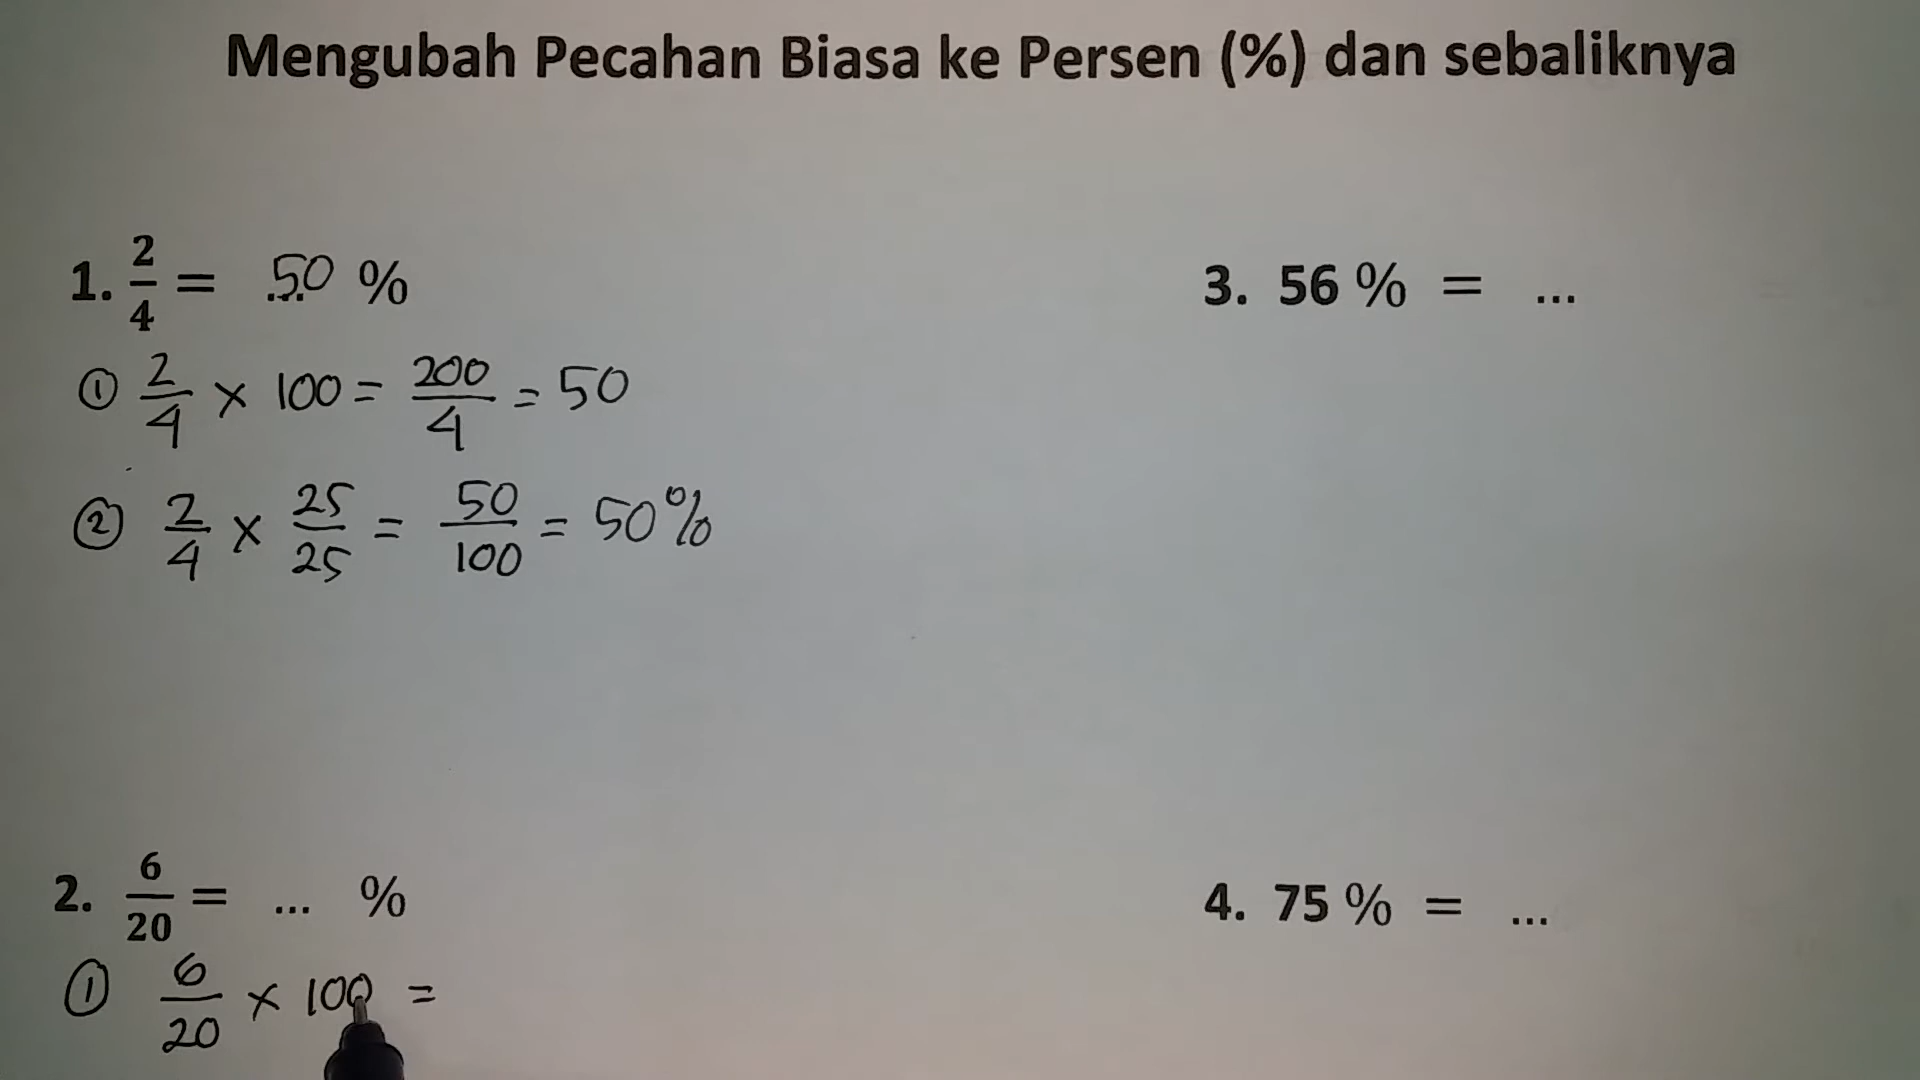 Mengubah Pecahan Biasa ke Persen (%) dan sebaliknya
1. 2/4 = 50 %
① 2/4 × 100 = 200/4 = 50
② 2/4 × 25/25 = 50/100 = 50%
2. 6/20 = ... %
① 6/20 × 100 =
3. 56 % = ...
4. 75 % = ...